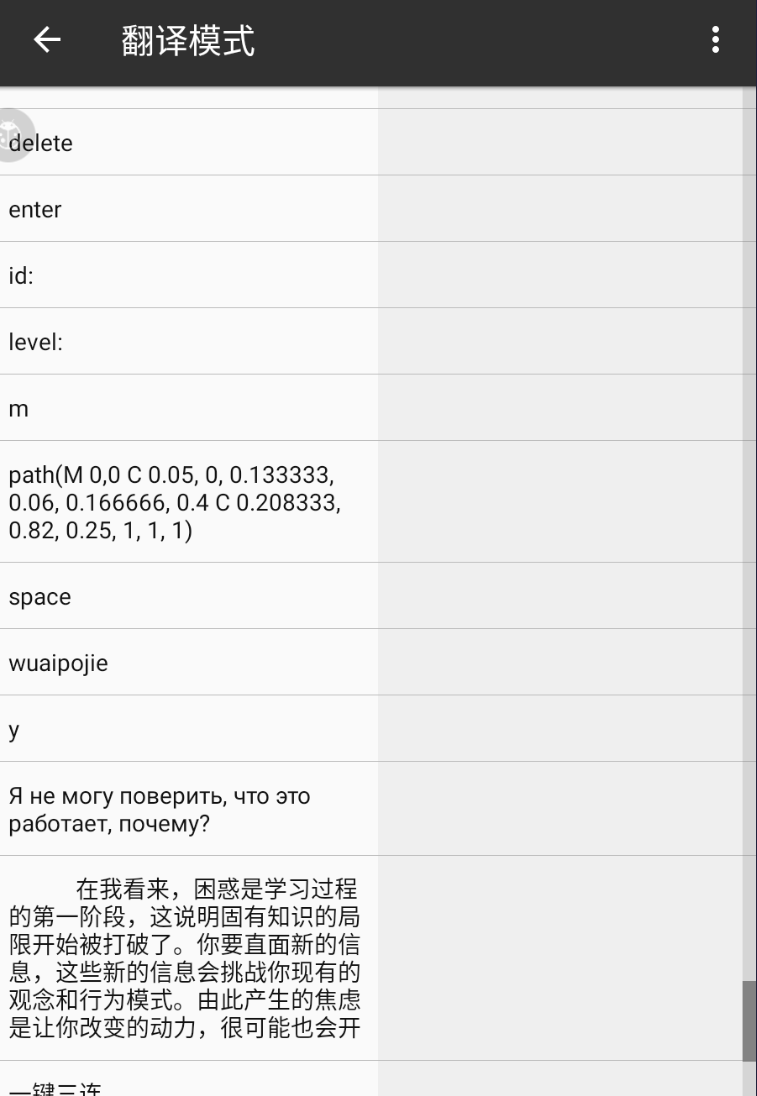 翻译模式
delete
enter
id:
level:
m
path(M 0,0 C 0.05, 0, 0.133333,
0.06, 0.166666, 0.4 C 0.208333,
0.82, 0.25, 1, 1, 1)
space
wuaipojie
y
Я не могу поверить, что это
работает, почему?
在我看来，困惑是学习过程
的第一阶段，这说明固有知识的局
限开始被打破了。你要直面新的信
息，这些新的信息会挑战你现有的
观念和行为模式。由此产生的焦虑
是让你改变的动力，很可能也会开
一键三连